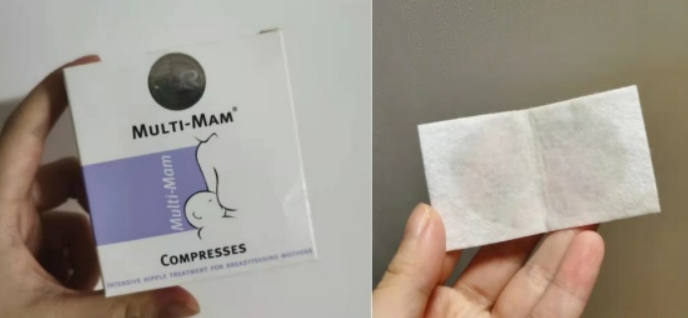 MULTI-MAM®
Multi-Mam
COMPRESSES
INTENSIVE NIPPLE TREATMENT FOR BREASTFEEDING MOTHERS